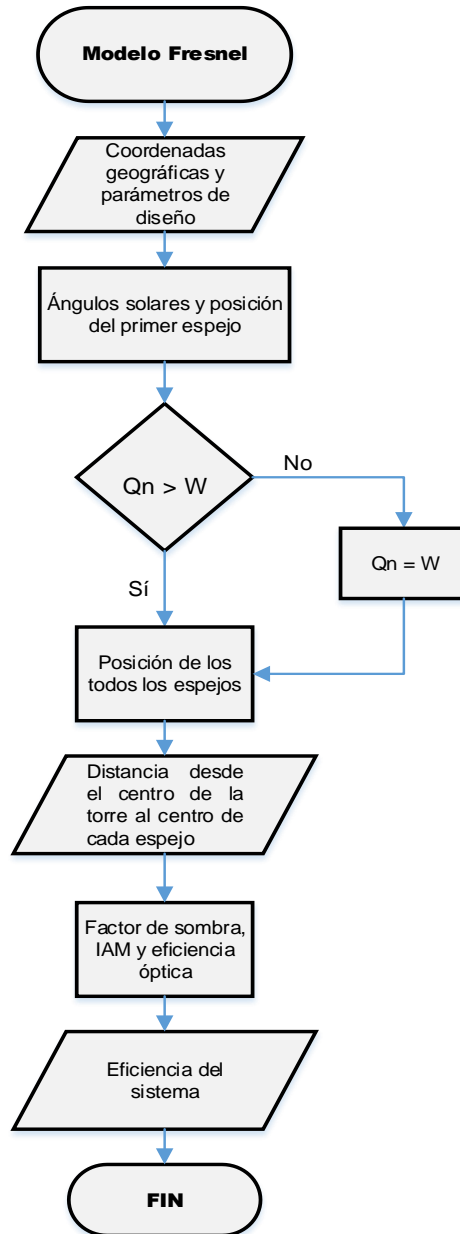 Modelo Fresnel
Coordenadas
geográficas y
parámetros de
diseño
Ángulos solares y posición
del primer espejo
Qn > W
No
Qn = W
Sí
Posición de los
todos los espejos
Distancia desde
el centro de la
torre al centro de
cada espejo
Factor de sombra,
IAM y eficiencia
óptica
Eficiencia del
sistema
FIN